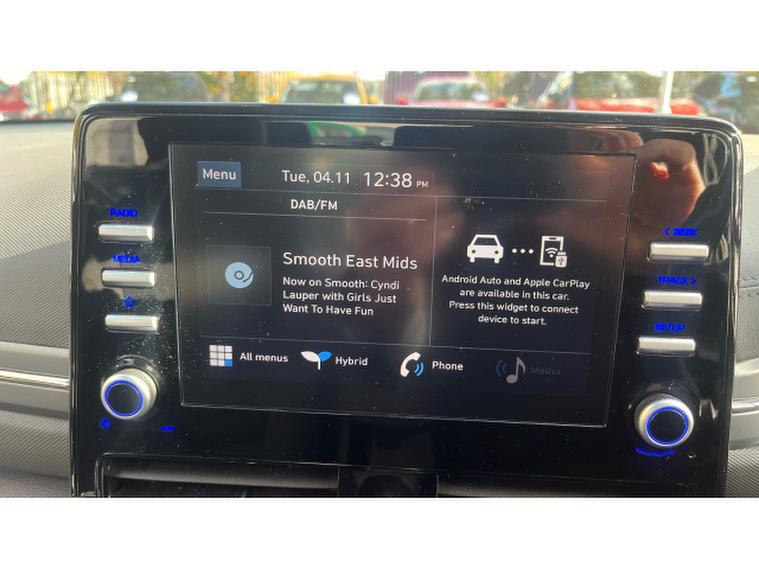 Menu
Tue, 04.11 12:38 PM
DAB/FM
RADIO
MEDIA
Smooth East Mids
Now on Smooth: Cyndi
Lauper with Girls Just
Want To Have Fun
Android Auto and Apple CarPlay
are available in this car.
Press this widget to connect
device to start.
< SEEK
TRACK >
SETUP
All menus
Hybrid
Phone
Media